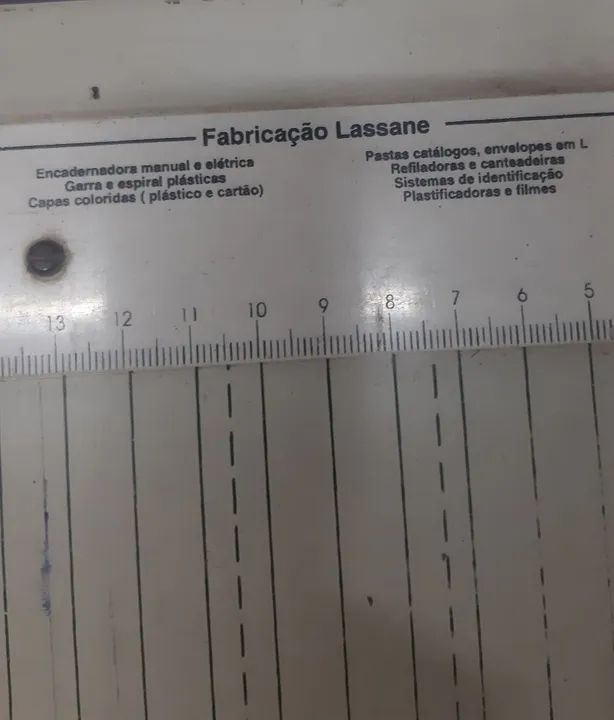 Fabricação Lassane
Encadernadora manual e elétrica
Garra e espiral plásticas
Capas coloridas ( plástico e cartão)
Pastas catálogos, envelopes em L
Refiladoras e canteadeiras
Sistemas de identificação
Plastificadoras e filmes
13 12 11 10 9 8 7 6 5